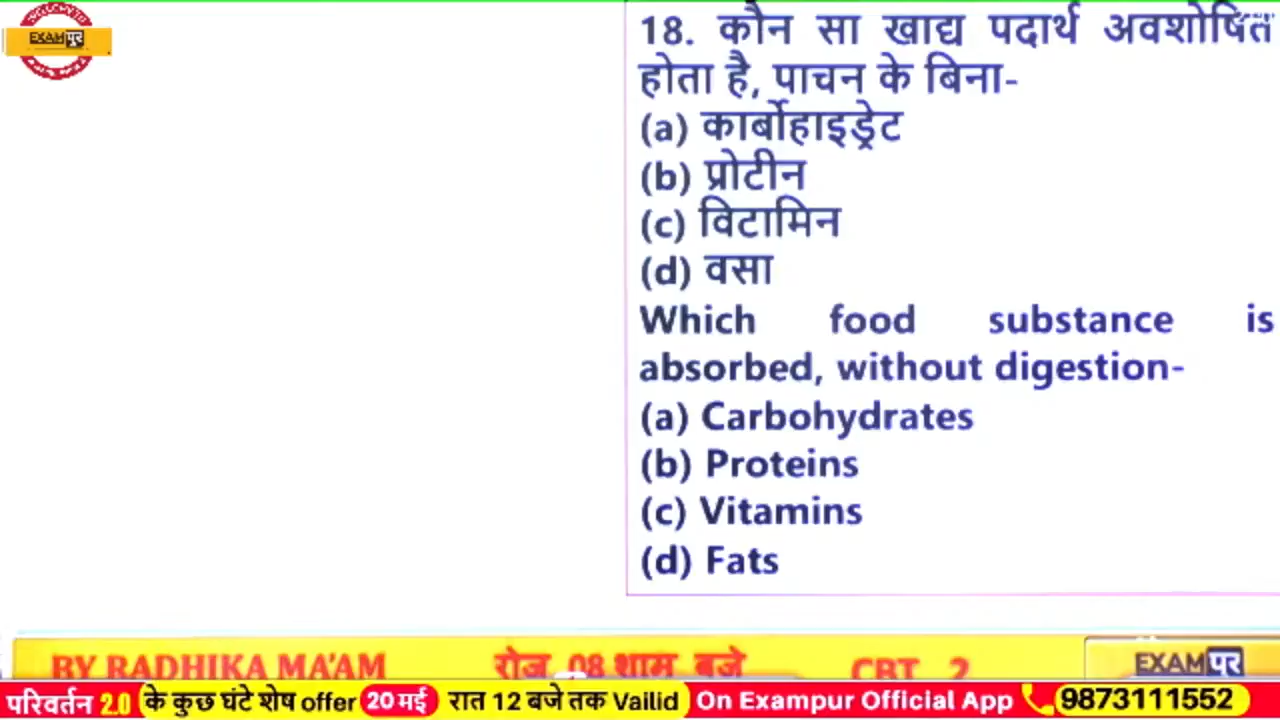 EXAMपुर
18. कौन सा खाद्य पदार्थ अवशोषित
होता है, पाचन के बिना-
(a) कार्बोहाइड्रेट
(b) प्रोटीन
(c) विटामिन
(d) वसा
Which food substance is
absorbed, without digestion-
(a) Carbohydrates
(b) Proteins
(c) Vitamins
(d) Fats
BY RADHIKA MA'AM रोज 08 शाम बजे CBT 2 EXAMपुर
परिवर्तन 2.0 के कुछ घंटे शेष offer 20 मई रात 12 बजे तक Vailid On Exampur Official App 9873111552